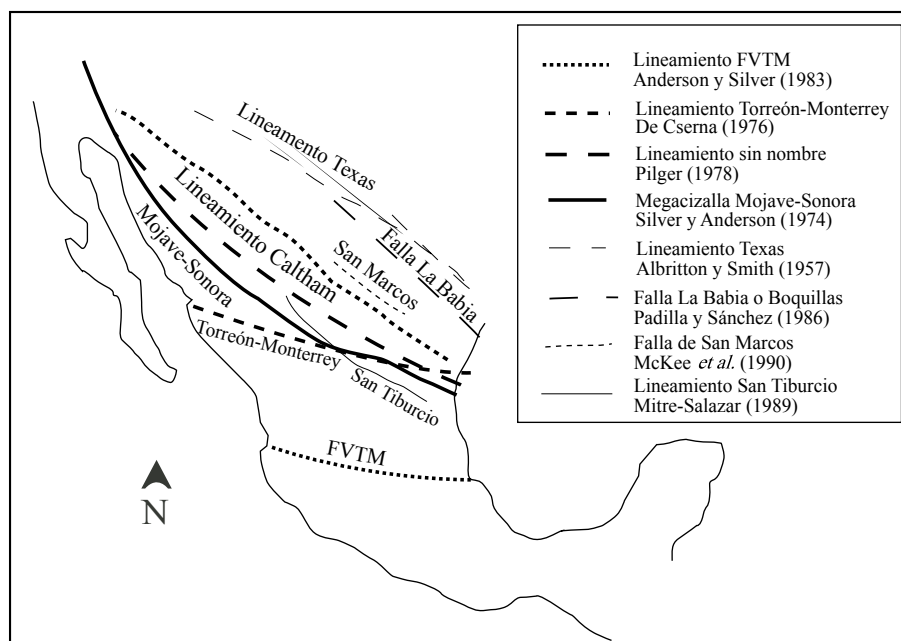 Lineamento Texas
Lineamiento Caltham
Mojave-Sonora
San Marcos
Falla La Babia
Torreón-Monterrey
San Tiburcio
FVTM
N
Lineamiento FVTM
Anderson y Silver (1983)
Lineamiento Torreón-Monterrey
De Cserna (1976)
Lineamiento sin nombre
Pilger (1978)
Megacizalla Mojave-Sonora
Silver y Anderson (1974)
Lineamiento Texas
Albritton y Smith (1957)
Falla La Babia o Boquillas
Padilla y Sánchez (1986)
Falla de San Marcos
McKee et al. (1990)
Lineamiento San Tiburcio
Mitre-Salazar (1989)